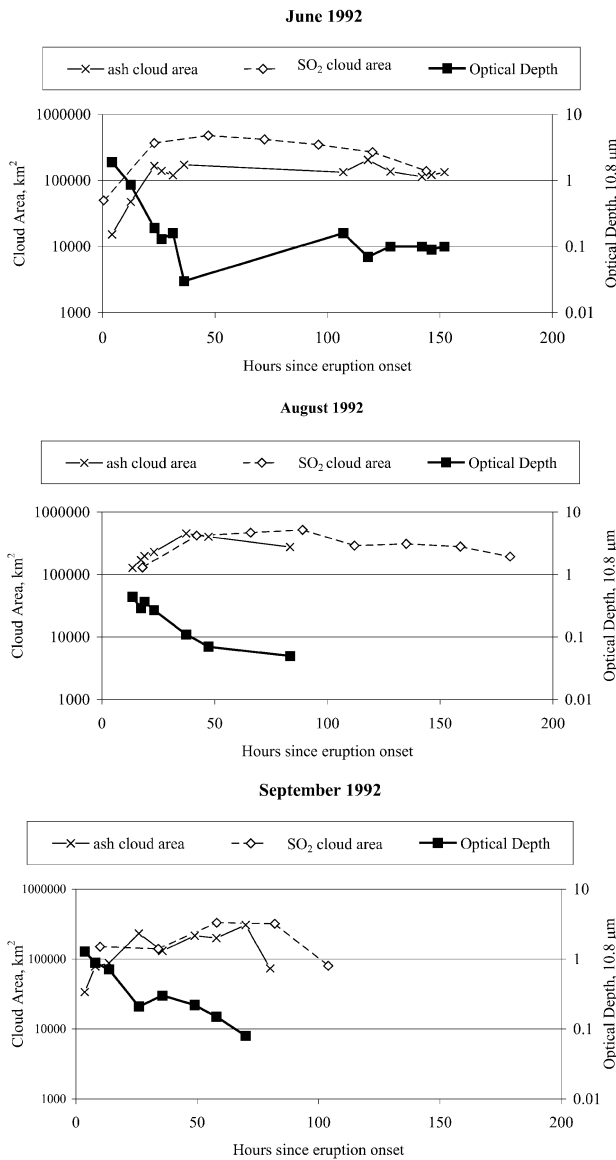 June 1992
ash cloud area SO₂ cloud area Optical Depth
1000000 10
100000 1
10000 0.1
1000 0.01
Cloud Area, km²
Optical Depth, 10.8 µm
0 50 100 150 200
Hours since eruption onset
August 1992
ash cloud area SO₂ cloud area Optical Depth
1000000 10
100000 1
10000 0.1
1000 0.01
Cloud Area, km²
Optical Depth, 10.8 µm
0 50 100 150 200
Hours since eruption onset
September 1992
ash cloud area SO₂ cloud area Optical Depth
1000000 10
100000 1
10000 0.1
1000 0.01
Cloud Area, km²
Optical Depth, 10.8 µm
0 50 100 150 200
Hours since eruption onset